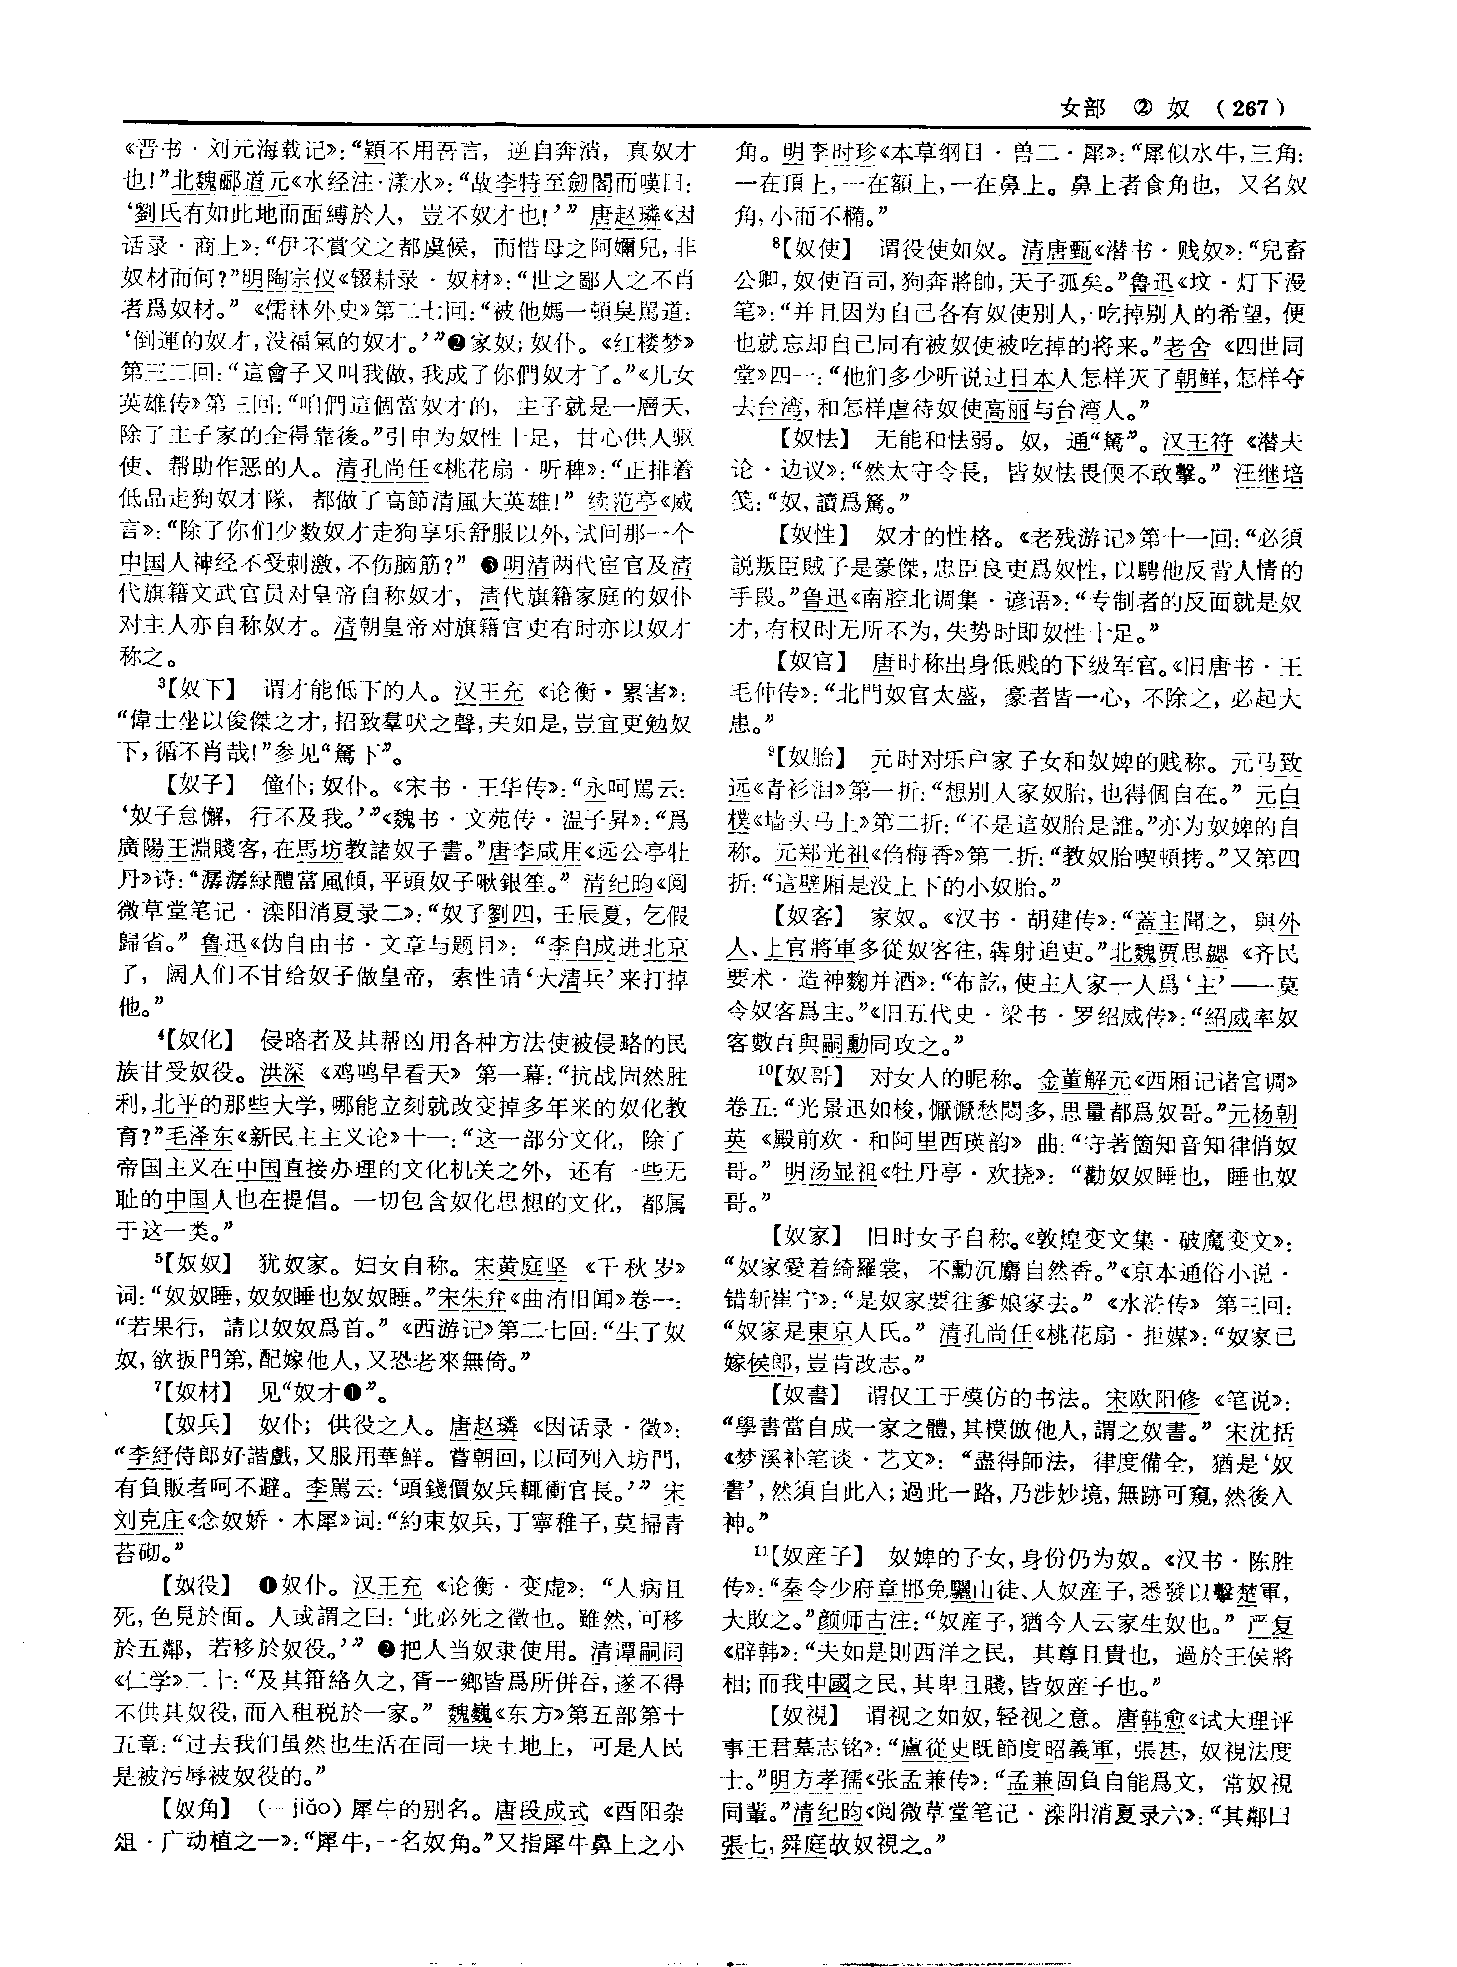 女部　②　奴　（267）
《晋书·刘元海载记》：“穎不用吾言，逆自奔潰，真奴才
也！”北魏郦道元《水经注·漾水》：“故李特至劍閣而嘆曰：
‘劉氏有如此地而面縛於人，豈不奴才也！’”唐赵璘《因
话录·商上》：“伊不賞父之都虞候，而惜母之阿嬭兒，非
奴材而何？”明陶宗仪《辍耕录·奴材》：“世之鄙人之不肖
者爲奴材。”《儒林外史》第二七回：“被他媽一頓臭駡道：
‘倒運的奴才，没福氣的奴才。’”❷家奴；奴仆。《红楼梦》
第三二回：“這會子又叫我做，我成了你們奴才了。”《儿女
英雄传》第三回：“咱們這個當奴才的，主子就是一層天，
除了主子家的全得靠後。”引申为奴性十足，甘心供人驱
使、帮助作恶的人。清孔尚任《桃花扇·听稗》：“正排着
低品走狗奴才隊，都做了高節清風大英雄！”续范亭《威
言》：“除了你们少数奴才走狗享乐舒服以外，试问那一个
中国人神经不受刺激，不伤脑筋？”❸明清两代宦官及清
代旗籍文武官员对皇帝自称奴才，清代旗籍家庭的奴仆
对主人亦自称奴才。清朝皇帝对旗籍官吏有时亦以奴才
称之。
³【奴下】　谓才能低下的人。汉王充《论衡·累害》：
“偉士坐以俊傑之才，招致羣吠之聲，夫如是，豈宜更勉奴
下，循不肖哉！”参见“駑下”。
【奴子】　僮仆；奴仆。《宋书·王华传》：“永呵駡云：
‘奴子怠懈，行不及我。’”《魏书·文苑传·温子昇》：“爲
廣陽王淵賤客，在馬坊教諸奴子書。”唐李咸用《远公亭牡
丹》诗：“潺潺緑醴當風傾，平頭奴子啾銀笙。”清纪昀《阅
微草堂笔记·滦阳消夏录二》：“奴子劉四，壬辰夏，乞假
歸省。”鲁迅《伪自由书·文章与题目》：“李自成进北京
了，阔人们不甘给奴子做皇帝，索性请‘大清兵’来打掉
他。”
⁴【奴化】　侵略者及其帮凶用各种方法使被侵略的民
族甘受奴役。洪深《鸡鸣早看天》第一幕：“抗战固然胜
利，北平的那些大学，哪能立刻就改变掉多年来的奴化教
育？”毛泽东《新民主主义论》十一：“这一部分文化，除了
帝国主义在中国直接办理的文化机关之外，还有一些无
耻的中国人也在提倡。一切包含奴化思想的文化，都属
于这一类。”
⁵【奴奴】　犹奴家。妇女自称。宋黄庭坚《千秋岁》
词：“奴奴睡，奴奴睡也奴奴睡。”宋朱弁《曲洧旧闻》卷一：
“若果行，請以奴奴爲首。”《西游记》第二七回：“生了奴
奴，欲扳門第，配嫁他人，又恐老來無倚。”
⁷【奴材】　见“奴才❶”。
【奴兵】　奴仆；供役之人。唐赵璘《因话录·徵》：
“李紓侍郎好諧戲，又服用華鮮。嘗朝回，以同列入坊門，
有負販者呵不避。李駡云：‘頭錢價奴兵輒衝官長。’”宋
刘克庄《念奴娇·木犀》词：“約束奴兵，丁寧稚子，莫掃青
苔砌。”
【奴役】　❶奴仆。汉王充《论衡·变虚》：“人病且
死，色見於面。人或謂之曰：‘此必死之徵也。雖然，可移
於五鄰，若移於奴役。’”❷把人当奴隶使用。清谭嗣同
《仁学》二十：“及其箝絡久之，胥一鄉皆爲所併吞，遂不得
不供其奴役，而入租税於一家。”魏巍《东方》第五部第十
五章：“过去我们虽然也生活在同一块土地上，可是人民
是被污辱被奴役的。”
【奴角】（－jiǎo）犀牛的别名。唐段成式《酉阳杂
俎·广动植之一》：“犀牛，一名奴角。”又指犀牛鼻上之小
角。明李时珍《本草纲目·兽二·犀》：“犀似水牛，三角：
一在頂上，一在額上，一在鼻上。鼻上者食角也，又名奴
角，小而不橢。”
⁸【奴使】　谓役使如奴。清唐甄《潜书·贱奴》：“兒畜
公卿，奴使百司，狗奔將帥，天子孤矣。”鲁迅《坟·灯下漫
笔》：“并且因为自己各有奴使别人，吃掉别人的希望，便
也就忘却自己同有被奴使被吃掉的将来。”老舍《四世同
堂》四一：“他们多少听说过日本人怎样灭了朝鲜，怎样夺
去台湾，和怎样虐待奴使高丽与台湾人。”
【奴怯】　无能和怯弱。奴，通“駑”。汉王符《潜夫
论·边议》：“然太守令長，皆奴怯畏偄不敢擊。”汪继培
笺：“奴，讀爲駑。”
【奴性】　奴才的性格。《老残游记》第十一回：“必須
説叛臣賊子是豪傑，忠臣良吏爲奴性，以騁他反背人情的
手段。”鲁迅《南腔北调集·谚语》：“专制者的反面就是奴
才，有权时无所不为，失势时即奴性十足。”
【奴官】　唐时称出身低贱的下级军官。《旧唐书·王
毛仲传》：“北門奴官太盛，豪者皆一心，不除之，必起大
患。”
⁹【奴胎】　元时对乐户家子女和奴婢的贱称。元马致
远《青衫泪》第一折：“想别人家奴胎，也得個自在。”元白
樸《墙头马上》第二折：“不是這奴胎是誰。”亦为奴婢的自
称。元郑光祖《㑇梅香》第二折：“教奴胎喫頓拷。”又第四
折：“這壁厢是没上下的小奴胎。”
【奴客】　家奴。《汉书·胡建传》：“蓋主聞之，與外
人、上官將軍多從奴客往，犇射追吏。”北魏贾思勰《齐民
要术·造神麴并酒》：“布訖，使主人家一人爲‘主’——莫
令奴客爲主。”《旧五代史·梁书·罗绍威传》：“紹威率奴
客數百與嗣勳同攻之。”
¹⁰【奴哥】　对女人的昵称。金董解元《西厢记诸宫调》
卷五：“光景迅如梭，懨懨愁悶多，思量都爲奴哥。”元杨朝
英《殿前欢·和阿里西瑛韵》曲：“守著箇知音知律俏奴
哥。”明汤显祖《牡丹亭·欢挠》：“勸奴奴睡也，睡也奴
哥。”
【奴家】　旧时女子自称。《敦煌变文集·破魔变文》：
“奴家愛着綺羅裳，不勳沉麝自然香。”《京本通俗小说·
错斩崔宁》：“是奴家要往爹娘家去。”《水浒传》第三回：
“奴家是東京人氏。”清孔尚任《桃花扇·拒媒》：“奴家已
嫁侯郎，豈肯改志。”
【奴書】　谓仅工于模仿的书法。宋欧阳修《笔说》：
“學書當自成一家之體，其模倣他人，謂之奴書。”宋沈括
《梦溪补笔谈·艺文》：“盡得師法，律度備全，猶是‘奴
書’，然須自此入；過此一路，乃涉妙境，無跡可窺，然後入
神。”
¹¹【奴産子】　奴婢的子女，身份仍为奴。《汉书·陈胜
传》：“秦令少府章邯免驪山徒、人奴産子，悉發以擊楚軍，
大敗之。”颜师古注：“奴産子，猶今人云家生奴也。”严复
《辟韩》：“夫如是則西洋之民，其尊且貴也，過於王侯將
相；而我中國之民，其卑且賤，皆奴産子也。”
【奴視】　谓视之如奴，轻视之意。唐韩愈《试大理评
事王君墓志铭》：“盧從史既節度昭義軍，張甚，奴視法度
士。”明方孝孺《张孟兼传》：“孟兼固負自能爲文，常奴視
同輩。”清纪昀《阅微草堂笔记·滦阳消夏录六》：“其鄰曰
張七，舜庭故奴視之。”